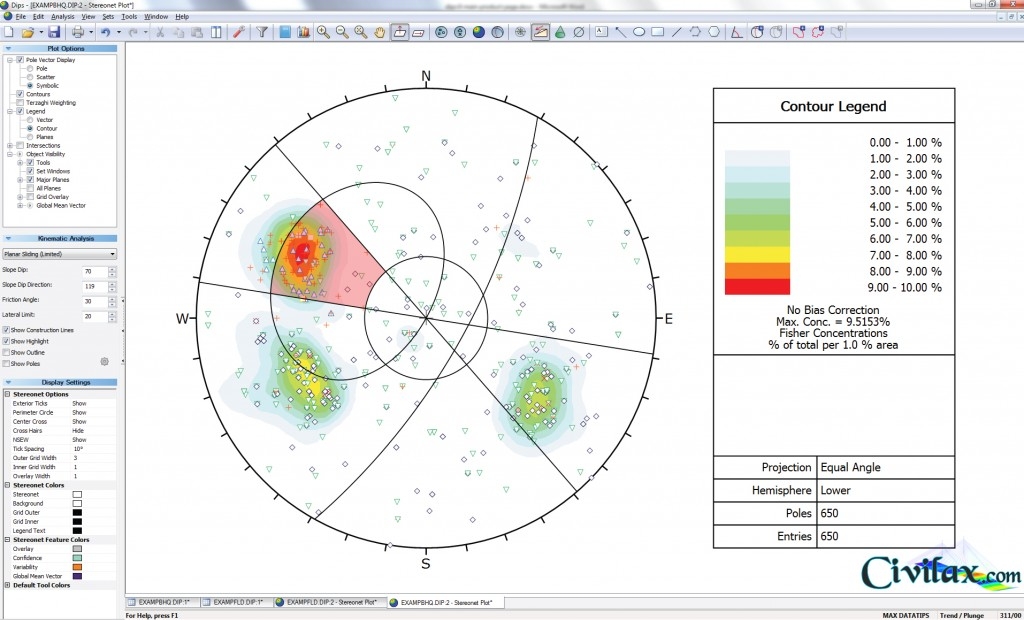 Dips - [EXAMPBHQ.DIP:2 - Stereonet Plot*]
File Edit Analysis View Sets Tools Window Help
Plot Options
Pole Vector Display
Pole
Scatter
Symbolic
Contours
Terzaghi Weighting
Legend
Vector
Contour
Planes
Intersections
Object Visibility
Tools
Set Windows
Major Planes
All Planes
Grid Overlay
Global Mean Vector
Kinematic Analysis
Planar Sliding (Limited)
Slope Dip: 70
Slope Dip Direction: 119
Friction Angle: 30
Lateral Limit: 20
Show Construction Lines
Show Highlight
Show Outline
Show Poles
Display Settings
Stereonet Options
Exterior Ticks Show
Perimeter Circle Show
Center Cross Show
Cross Hairs Hide
NSEW Show
Tick Spacing 10°
Outer Grid Width 3
Inner Grid Width 1
Overlay Width 1
Stereonet Colors
Stereonet
Background
Grid Outer
Grid Inner
Legend Text
Stereonet Feature Colors
Overlay
Confidence
Variability
Global Mean Vector
Default Tool Colors
N
W
E
S
Contour Legend
0.00 - 1.00 %
1.00 - 2.00 %
2.00 - 3.00 %
3.00 - 4.00 %
4.00 - 5.00 %
5.00 - 6.00 %
6.00 - 7.00 %
7.00 - 8.00 %
8.00 - 9.00 %
9.00 - 10.00 %
No Bias Correction
Max. Conc. = 9.5153%
Fisher Concentrations
% of total per 1.0 % area
Projection Equal Angle
Hemisphere Lower
Poles 650
Entries 650
Civilax.com
EXAMPBHQ.DIP:1* EXAMPFLD.DIP:1* EXAMPFLD.DIP:2 - Stereonet Plot* EXAMPBHQ.DIP:2 - Stereonet Plot*
For Help, press F1 MAX DATATIPS Trend / Plunge 311/00